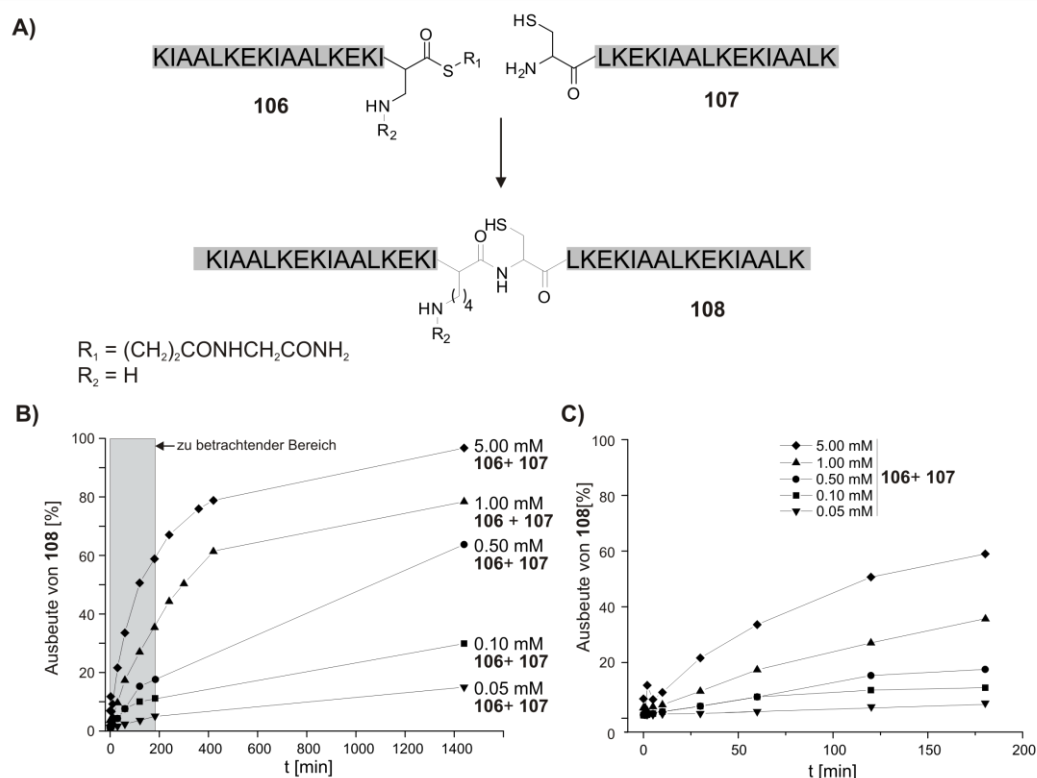 A)
KIAALKEKIAALKEKI
O
S
R1
HN
R2
106
HS
H2N
O
LKEKIAALKEKIAALK
107
KIAALKEKIAALKEKI
O
HS
N
H
O
LKEKIAALKEKIAALK
( )4
HN
R2
108
R1 = (CH2)2CONHCH2CONH2
R2 = H
B)
zu betrachtender Bereich
Ausbeute von 108 [%]
100
80
60
40
20
0
0 200 400 600 800 1000 1200 1400
t [min]
5.00 mM
106+ 107
1.00 mM
106 + 107
0.50 mM
106+ 107
0.10 mM
106+ 107
0.05 mM
106+ 107
C)
Ausbeute von 108[%]
100
80
60
40
20
0
0 50 100 150 200
t [min]
5.00 mM
1.00 mM
0.50 mM
0.10 mM
0.05 mM
106+ 107